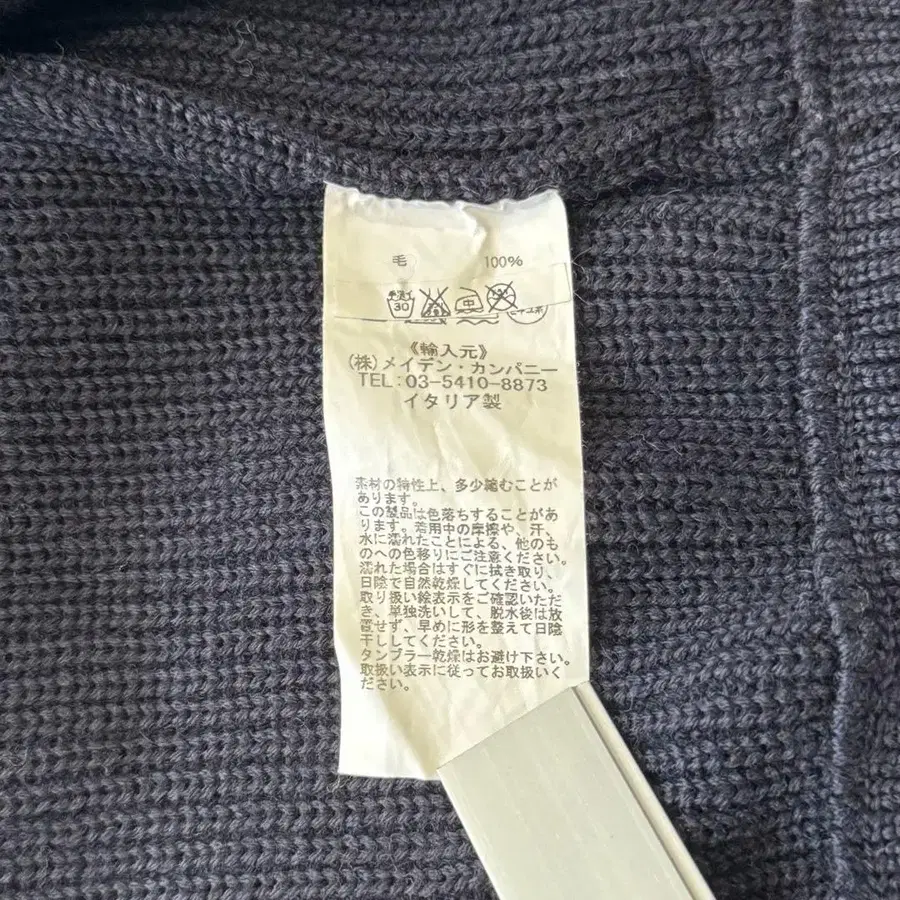 毛 100%
手洗イ
30
《輸入元》
(株)メイデン・カンパニー
TEL:03-5410-8873
イタリア製
素材の特性上、多少縮むことが
あります。
この製品は色落ちすることがあ
ります。着用中の摩擦や、汗、
水に濡れたことによる、他のも
のへの色移りにご注意ください。
濡れた場合はすぐに拭き取り、
日陰で自然乾燥してください。
取り扱い絵表示をご確認いただ
き、単独洗いして、脱水後は放
置せず、早めに形を整えて日陰
干ししてください。
タンブラー乾燥はお避け下さい。
取扱い表示に従ってお取扱いく
ださい。